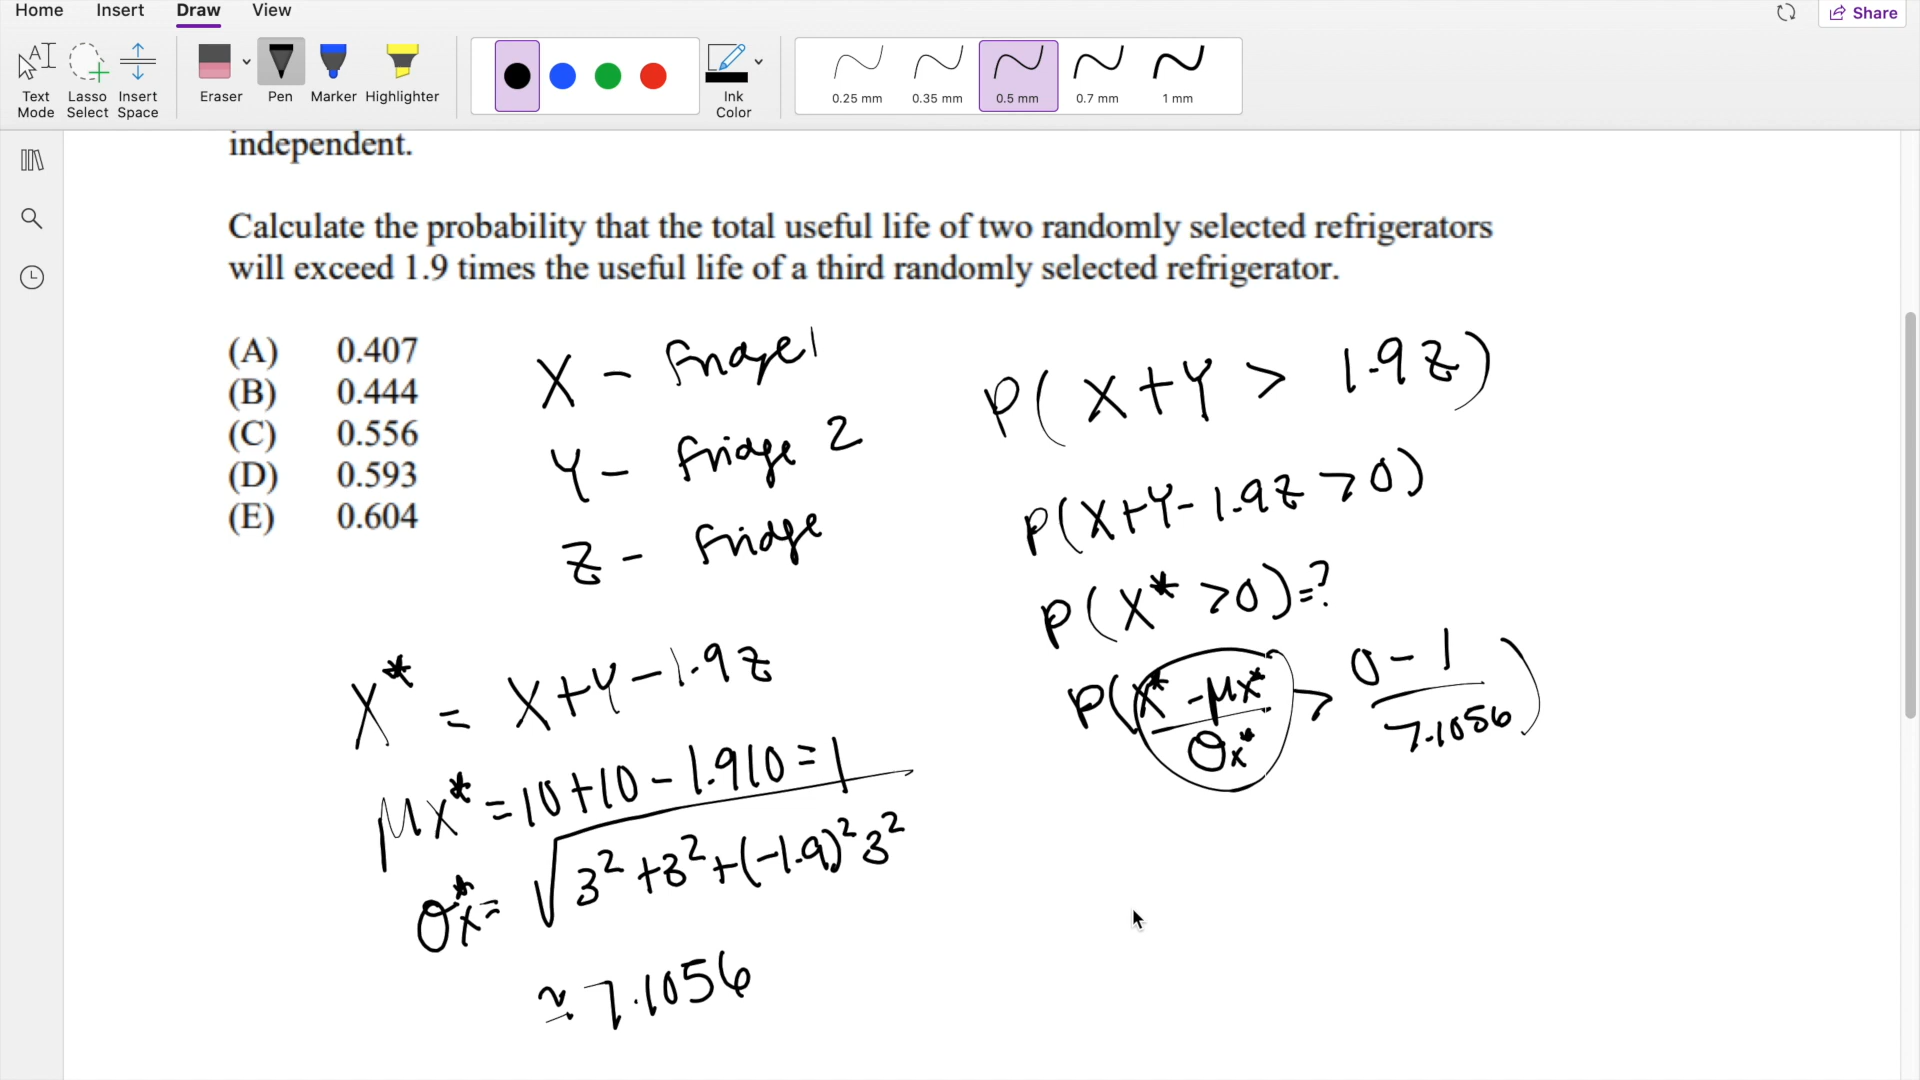 Home Insert Draw View
Share
Text Mode
Lasso Select
Insert Space
Eraser
Pen
Marker
Highlighter
Ink Color
0.25 mm
0.35 mm
0.5 mm
0.7 mm
1 mm
independent.
Calculate the probability that the total useful life of two randomly selected refrigerators
will exceed 1.9 times the useful life of a third randomly selected refrigerator.
(A) 0.407
(B) 0.444
(C) 0.556
(D) 0.593
(E) 0.604
X - fridge 1
Y - fridge 2
Z - fridge
X* = X+Y-1.9Z
μx* = 10+10-1.910=1
σx* = √3²+3²+(-1.9)²3²
≈ 7.1056
P(X+Y > 1.9Z)
P(X+Y-1.9Z>0)
P(X*>0)=?
P(X*-μx*/σx* > 0-1/7.1056)